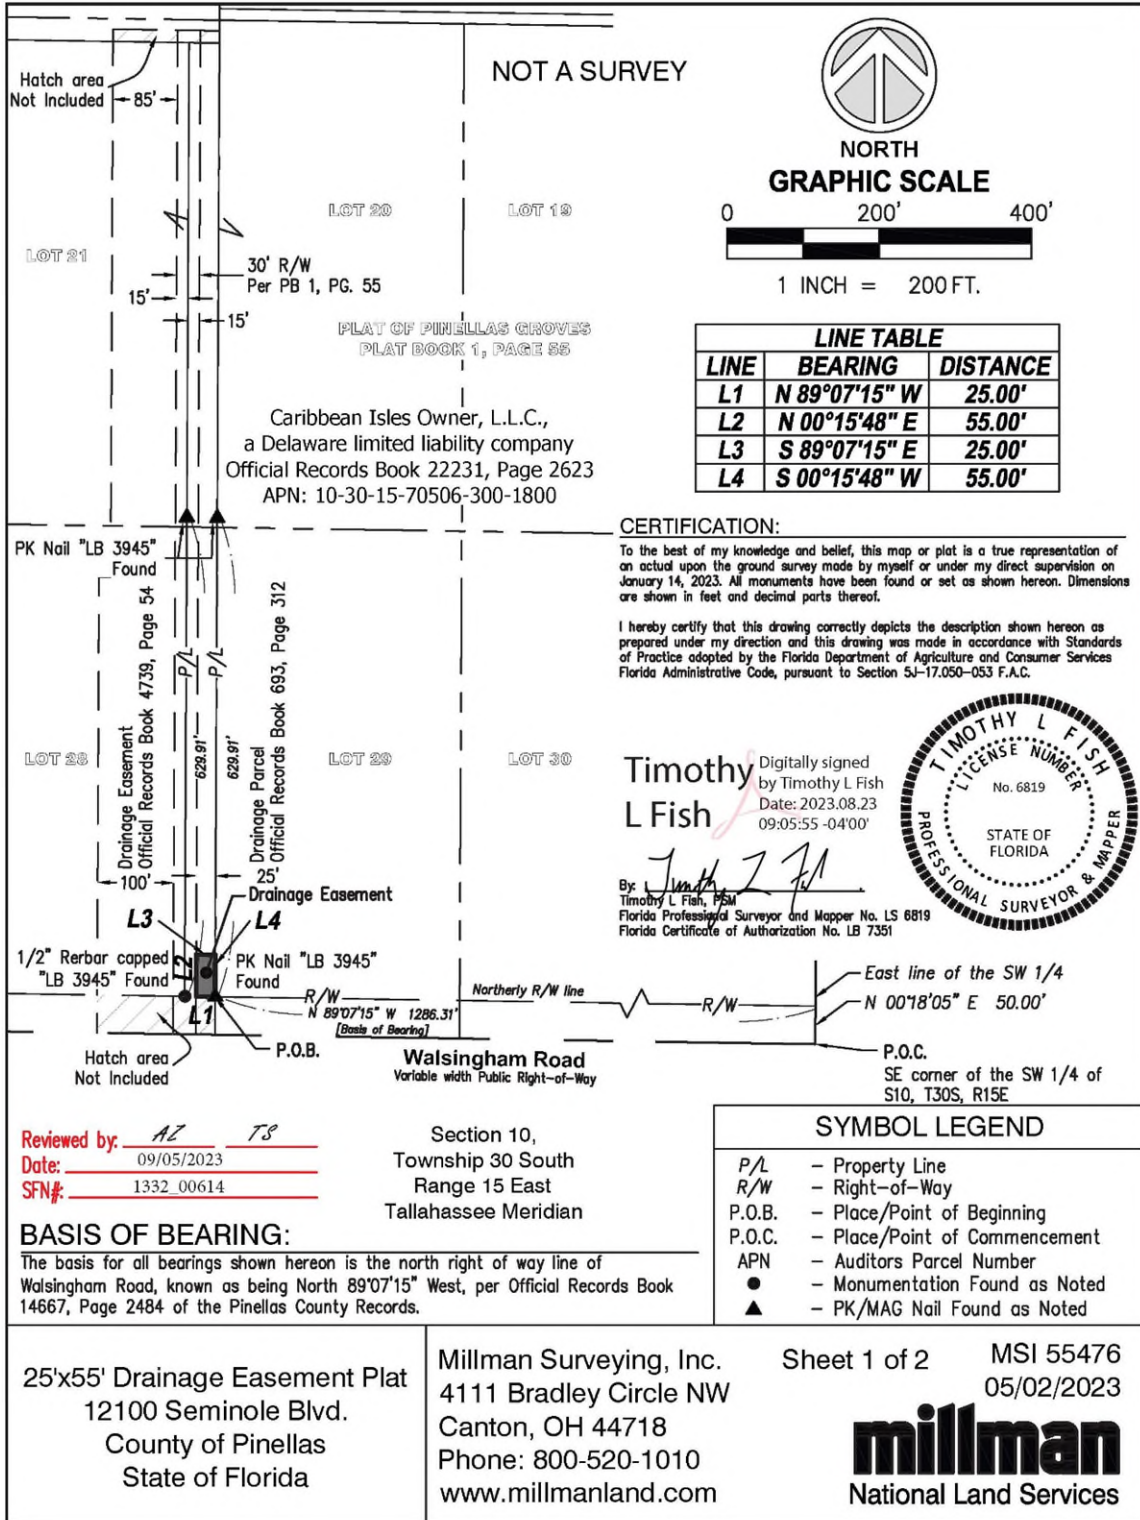 NOT A SURVEY
Hatch area
Not Included
85'
NORTH
GRAPHIC SCALE
0 200' 400'
1 INCH = 200 FT.
LOT 20
LOT 19
LOT 21
30' R/W
Per PB 1, PG. 55
15'
15'
PLAT OF PINELLAS GROVES
PLAT BOOK 1, PAGE 55
LINE TABLE
LINE BEARING DISTANCE
L1 N 89°07'15" W 25.00'
L2 N 00°15'48" E 55.00'
L3 S 89°07'15" E 25.00'
L4 S 00°15'48" W 55.00'
Caribbean Isles Owner, L.L.C.,
a Delaware limited liability company
Official Records Book 22231, Page 2623
APN: 10-30-15-70506-300-1800
PK Nail "LB 3945"
Found
CERTIFICATION:
To the best of my knowledge and belief, this map or plat is a true representation of
an actual upon the ground survey made by myself or under my direct supervision on
January 14, 2023. All monuments have been found or set as shown hereon. Dimensions
are shown in feet and decimal parts thereof.
I hereby certify that this drawing correctly depicts the description shown hereon as
prepared under my direction and this drawing was made in accordance with Standards
of Practice adopted by the Florida Department of Agriculture and Consumer Services
Florida Administrative Code, pursuant to Section 5J-17.050-053 F.A.C.
Drainage Easement
Official Records Book 4739, Page 54
P/L
629.91'
P/L
629.91'
Drainage Parcel
Official Records Book 693, Page 312
LOT 28
LOT 29
LOT 30
100'
25'
Drainage Easement
L3
L4
L2
L1
1/2" Rerbar capped
"LB 3945" Found
PK Nail "LB 3945"
Found
Timothy
L Fish
Digitally signed
by Timothy L Fish
Date: 2023.08.23
09:05:55 -04'00'
By:
Timothy L Fish, PSM
Florida Professional Surveyor and Mapper No. LS 6819
Florida Certificate of Authorization No. LB 7351
TIMOTHY L FISH
LICENSE NUMBER
No. 6819
STATE OF
FLORIDA
PROFESSIONAL SURVEYOR & MAPPER
R/W
Northerly R/W line
R/W
N 89°07'15" W 1286.31'
[Basis of Bearing]
East line of the SW 1/4
N 00°18'05" E 50.00'
P.O.B.
Hatch area
Not Included
Walsingham Road
Variable width Public Right-of-Way
P.O.C.
SE corner of the SW 1/4 of
S10, T30S, R15E
Reviewed by: AZ TS
Date: 09/05/2023
SFN#: 1332_00614
Section 10,
Township 30 South
Range 15 East
Tallahassee Meridian
BASIS OF BEARING:
The basis for all bearings shown hereon is the north right of way line of
Walsingham Road, known as being North 89°07'15" West, per Official Records Book
14667, Page 2484 of the Pinellas County Records.
SYMBOL LEGEND
P/L – Property Line
R/W – Right-of-Way
P.O.B. – Place/Point of Beginning
P.O.C. – Place/Point of Commencement
APN – Auditors Parcel Number
● – Monumentation Found as Noted
▲ – PK/MAG Nail Found as Noted
25'x55' Drainage Easement Plat
12100 Seminole Blvd.
County of Pinellas
State of Florida
Millman Surveying, Inc.
4111 Bradley Circle NW
Canton, OH 44718
Phone: 800-520-1010
www.millmanland.com
Sheet 1 of 2
MSI 55476
05/02/2023
millman
National Land Services